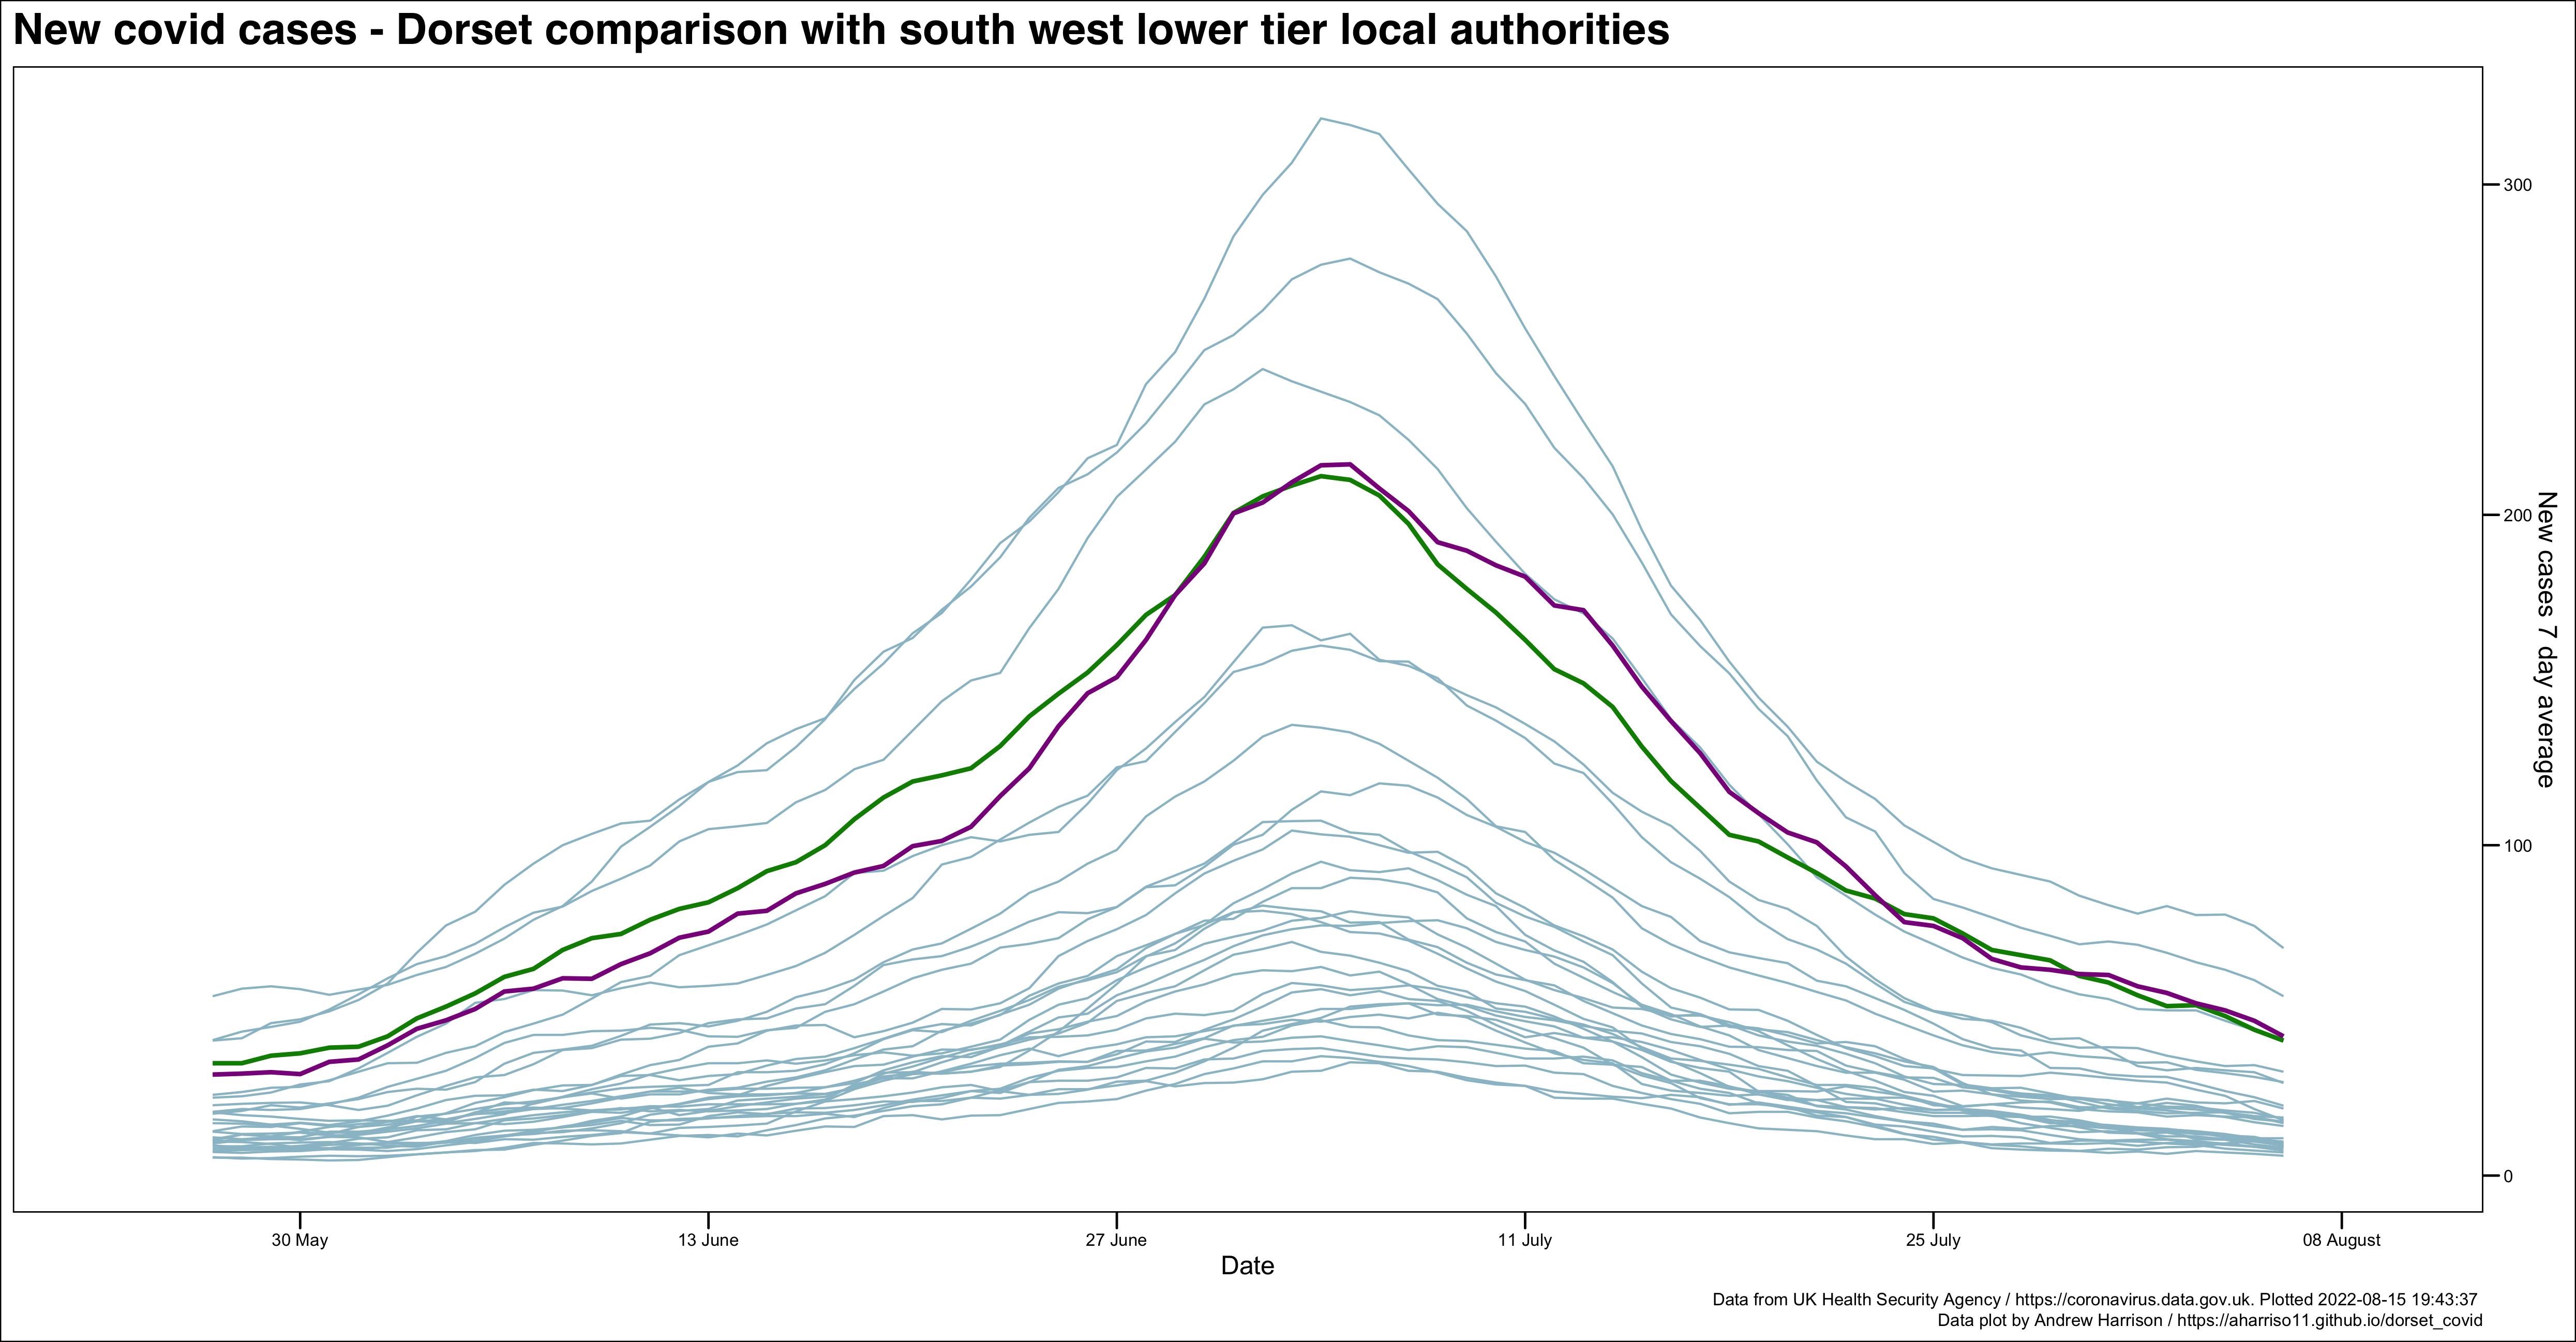 New covid cases - Dorset comparison with south west lower tier local authorities
300
200
100
0
New cases 7 day average
30 May
13 June
27 June
11 July
25 July
08 August
Date
Data from UK Health Security Agency / https://coronavirus.data.gov.uk. Plotted 2022-08-15 19:43:37
Data plot by Andrew Harrison / https://aharriso11.github.io/dorset_covid